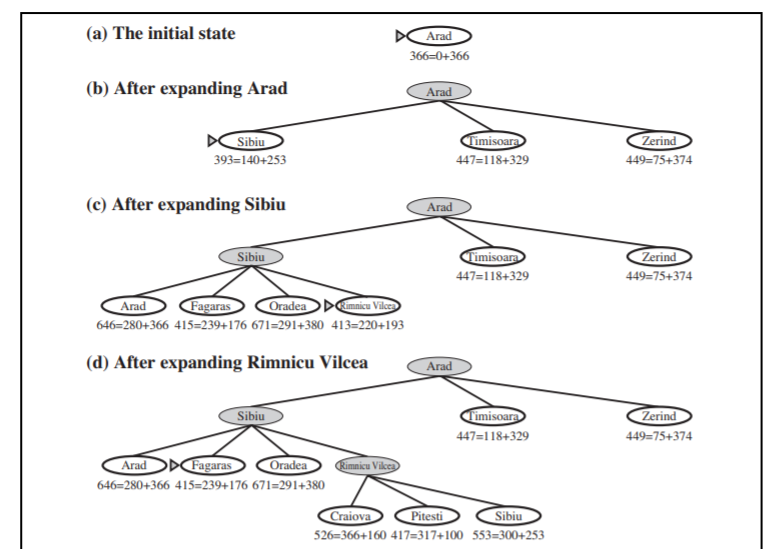 (a) The initial state
Arad
366=0+366
(b) After expanding Arad
Arad
Sibiu Timisoara Zerind
393=140+253 447=118+329 449=75+374
(c) After expanding Sibiu
Arad
Sibiu Timisoara Zerind
447=118+329 449=75+374
Arad Fagaras Oradea Rimnicu Vilcea
646=280+366 415=239+176 671=291+380 413=220+193
(d) After expanding Rimnicu Vilcea
Arad
Sibiu Timisoara Zerind
447=118+329 449=75+374
Arad Fagaras Oradea Rimnicu Vilcea
646=280+366 415=239+176 671=291+380
Craiova Pitesti Sibiu
526=366+160 417=317+100 553=300+253